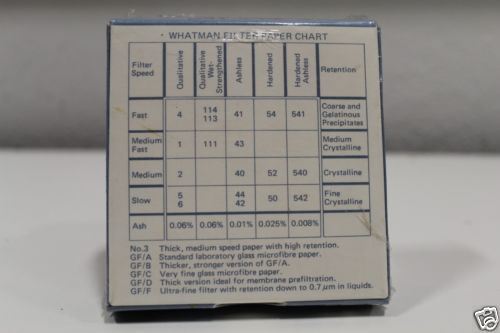 WHATMAN FILTER PAPER CHART
Filter Speed Qualitative Qualitative Wet- Strengthened Ashless Hardened Hardened Ashless Retention
Fast 4 114 113 41 54 541 Coarse and Gelatinous Precipitates
Medium Fast 1 111 43 Medium Crystalline
Medium 2 40 52 540 Crystalline
Slow 5 6 44 42 50 542 Fine Crystalline
Ash 0.06% 0.06% 0.01% 0.025% 0.008%
No.3 Thick, medium speed paper with high retention.
GF/A Standard laboratory glass microfibre paper.
GF/B Thicker, stronger version of GF/A.
GF/C Very fine glass microfibre paper.
GF/D Thick version ideal for membrane prefiltration.
GF/F Ultra-fine filter with retention down to 0.7μm in liquids.